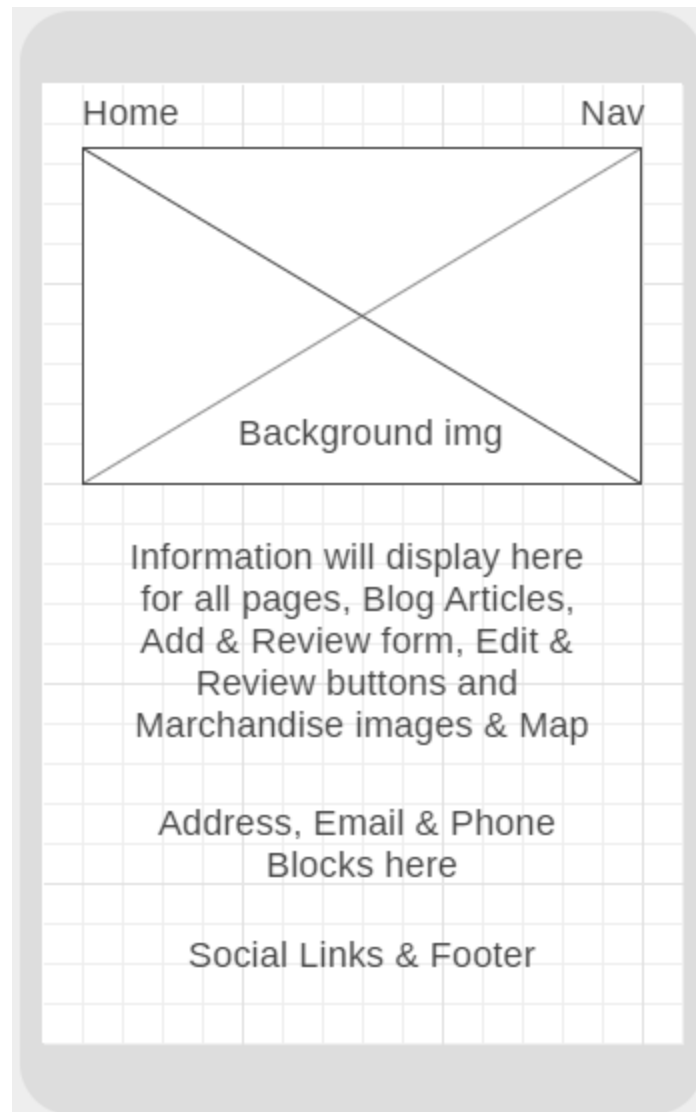 Home Nav
Background img
Information will display here
for all pages, Blog Articles,
Add & Review form, Edit &
Review buttons and
Marchandise images & Map
Address, Email & Phone
Blocks here
Social Links & Footer